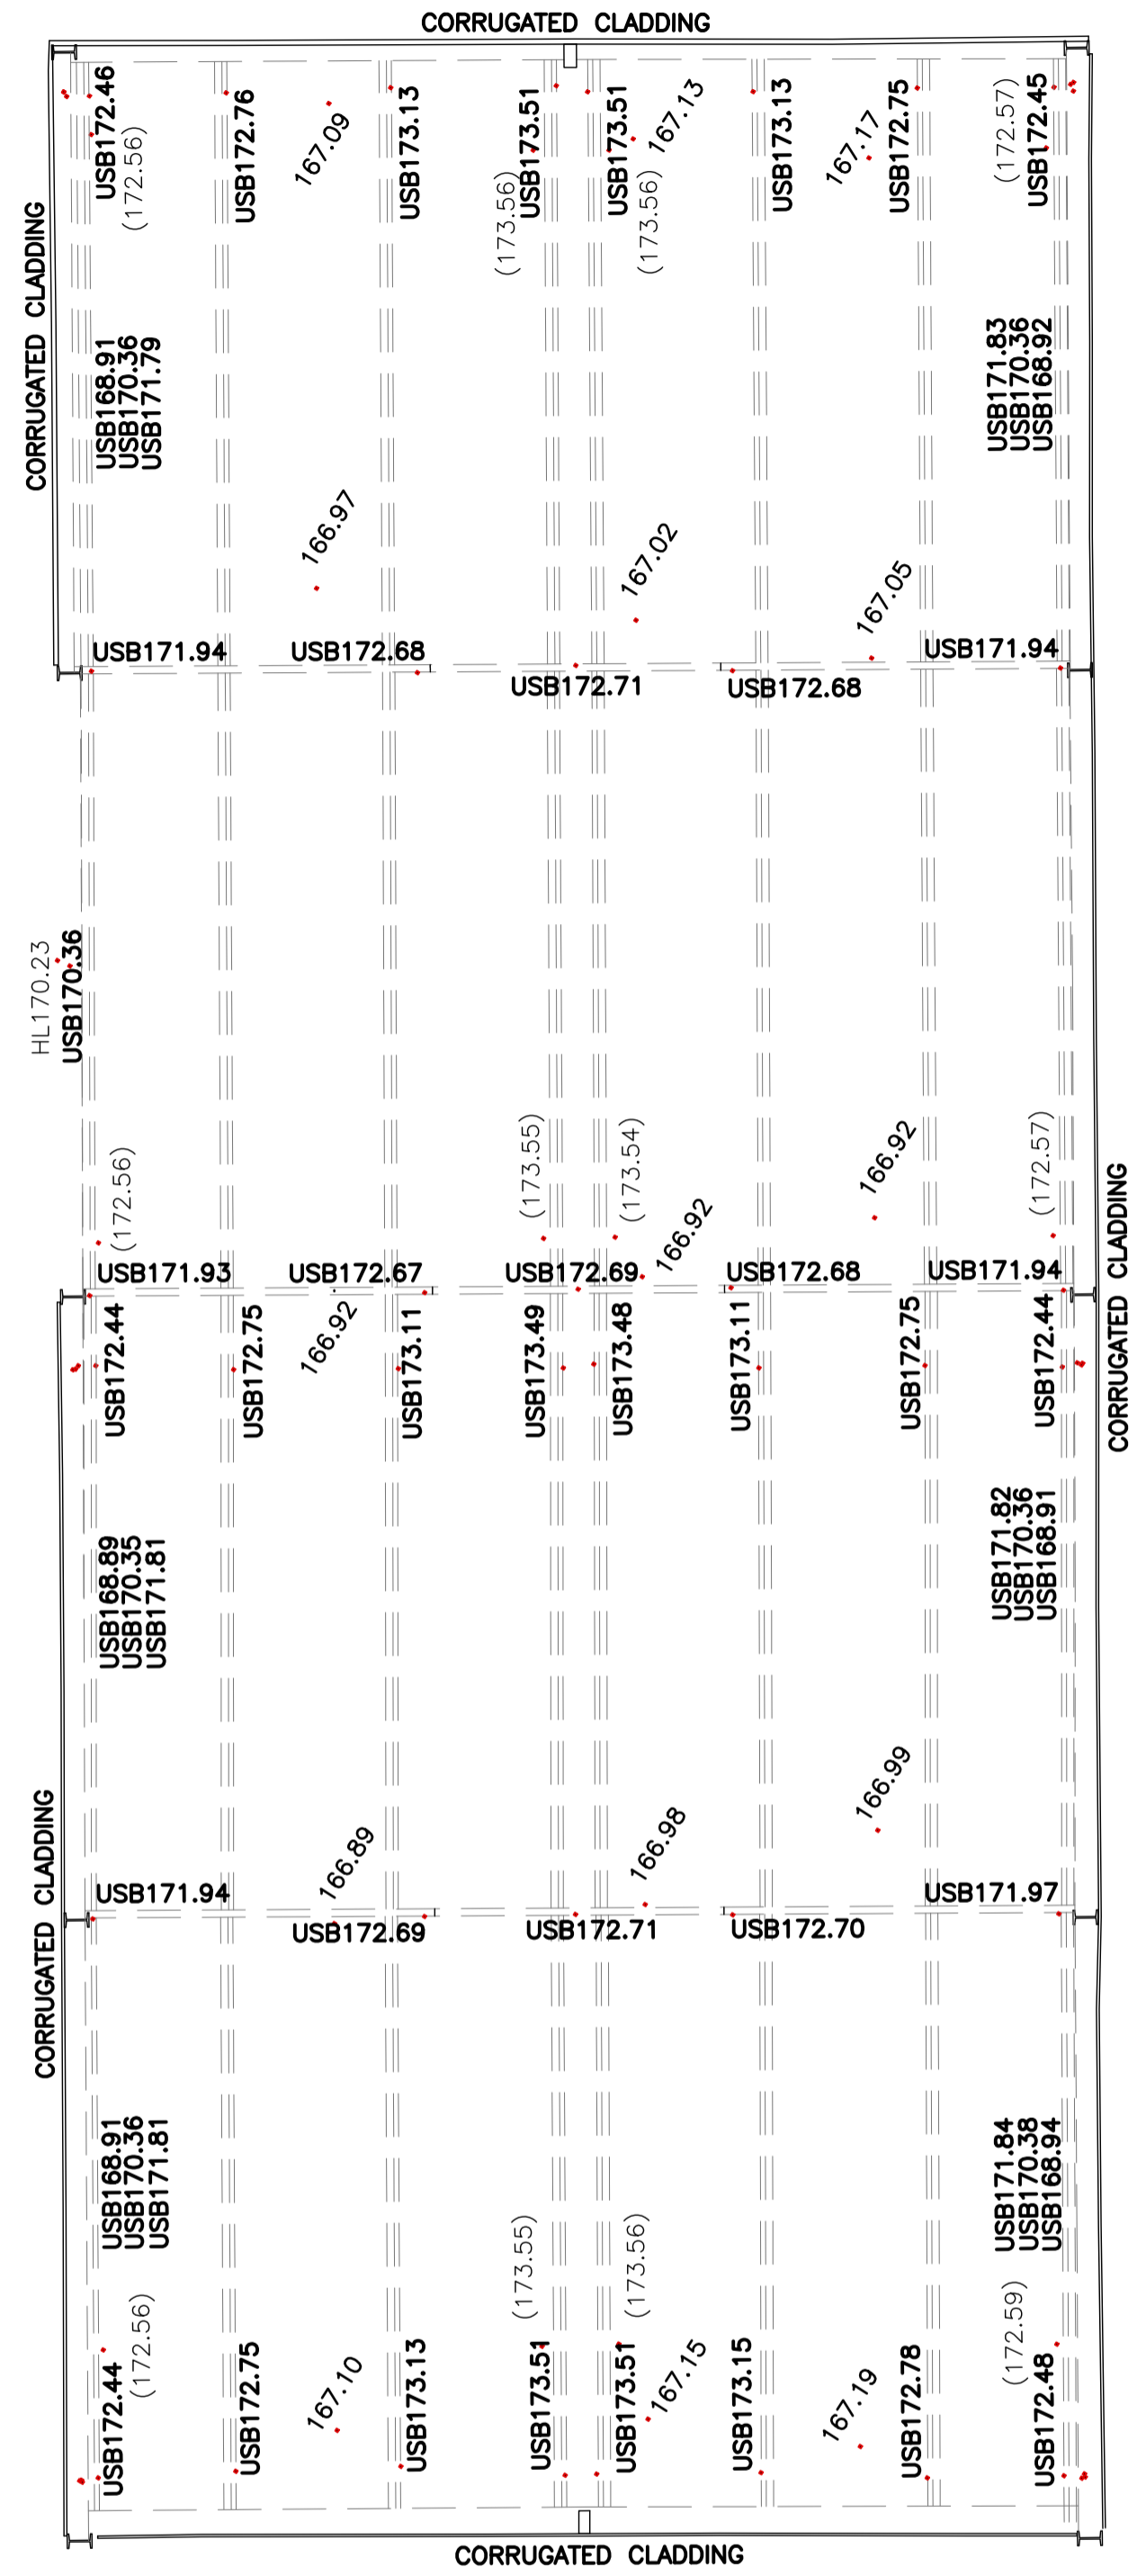 CORRUGATED CLADDING
USB172.46
(172.56)
USB172.76
167.09
USB173.13
USB173.51
(173.56)
USB173.51
(173.56)
167.13
USB173.13
167.17
USB172.75
(172.57)
USB172.45
CORRUGATED CLADDING
USB168.91
USB170.36
USB171.79
USB171.83
USB170.36
USB168.92
166.97
167.02
167.05
USB171.94
USB172.68
USB172.71
USB172.68
USB171.94
HL170.23
USB170.36
(172.56)
(173.55)
(173.54)
166.92
166.92
(172.57)
CORRUGATED CLADDING
USB171.93
USB172.67
USB172.69
USB172.68
USB171.94
USB172.44
USB172.75
166.92
USB173.11
USB173.49
USB173.48
USB173.11
USB172.75
USB172.44
USB168.89
USB170.35
USB171.81
USB171.82
USB170.36
USB168.91
CORRUGATED CLADDING
166.89
166.98
166.99
USB171.94
USB172.69
USB172.71
USB172.70
USB171.97
USB168.91
USB170.36
USB171.81
USB171.84
USB170.38
USB168.94
(172.56)
(173.55)
(173.56)
(172.59)
USB172.44
USB172.75
167.10
USB173.13
USB173.51
USB173.51
167.15
USB173.15
167.19
USB172.78
USB172.48
CORRUGATED CLADDING